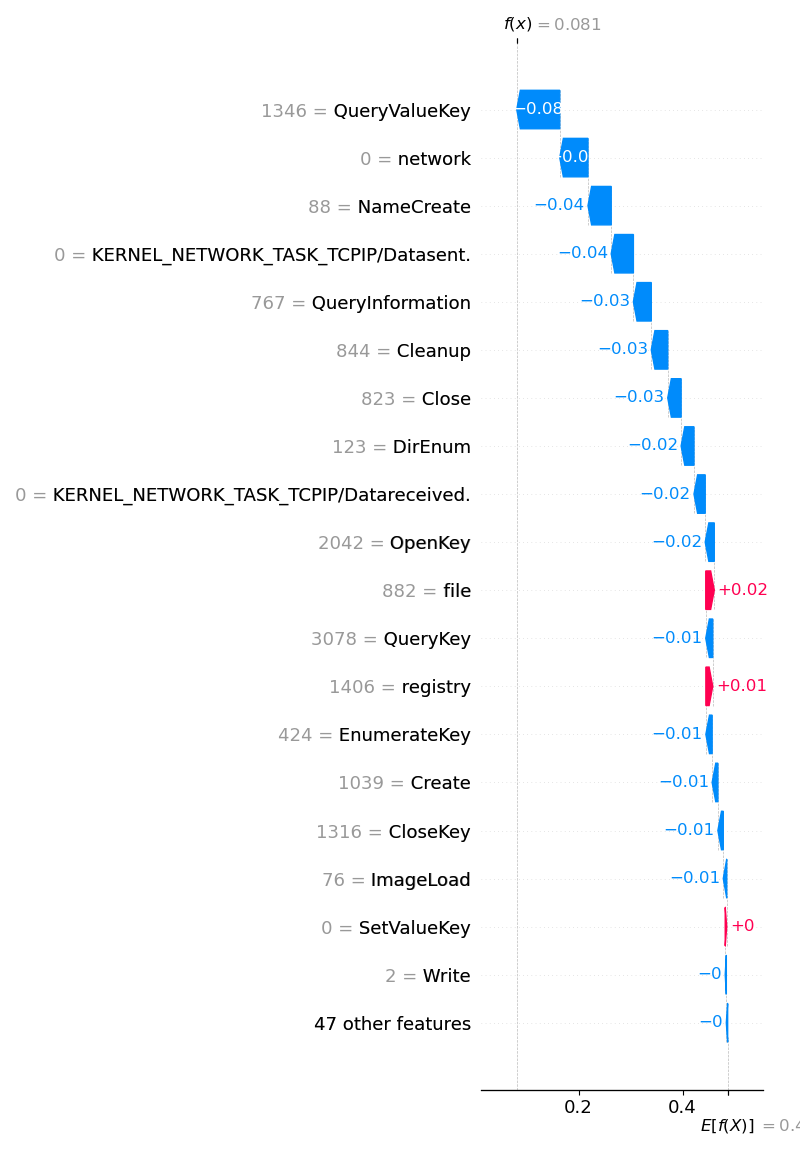 f(x) = 0.081
1346 = QueryValueKey −0.08
0 = network
88 = NameCreate −0.04
0 = KERNEL_NETWORK_TASK_TCPIP/Datasent. −0.04
767 = QueryInformation −0.03
844 = Cleanup −0.03
823 = Close −0.03
123 = DirEnum −0.02
0 = KERNEL_NETWORK_TASK_TCPIP/Datareceived. −0.02
2042 = OpenKey −0.02
882 = file +0.02
3078 = QueryKey −0.01
1406 = registry +0.01
424 = EnumerateKey −0.01
1039 = Create −0.01
1316 = CloseKey −0.01
76 = ImageLoad −0.01
0 = SetValueKey +0
2 = Write −0
47 other features −0
0.2 0.4
E[f(X)] =